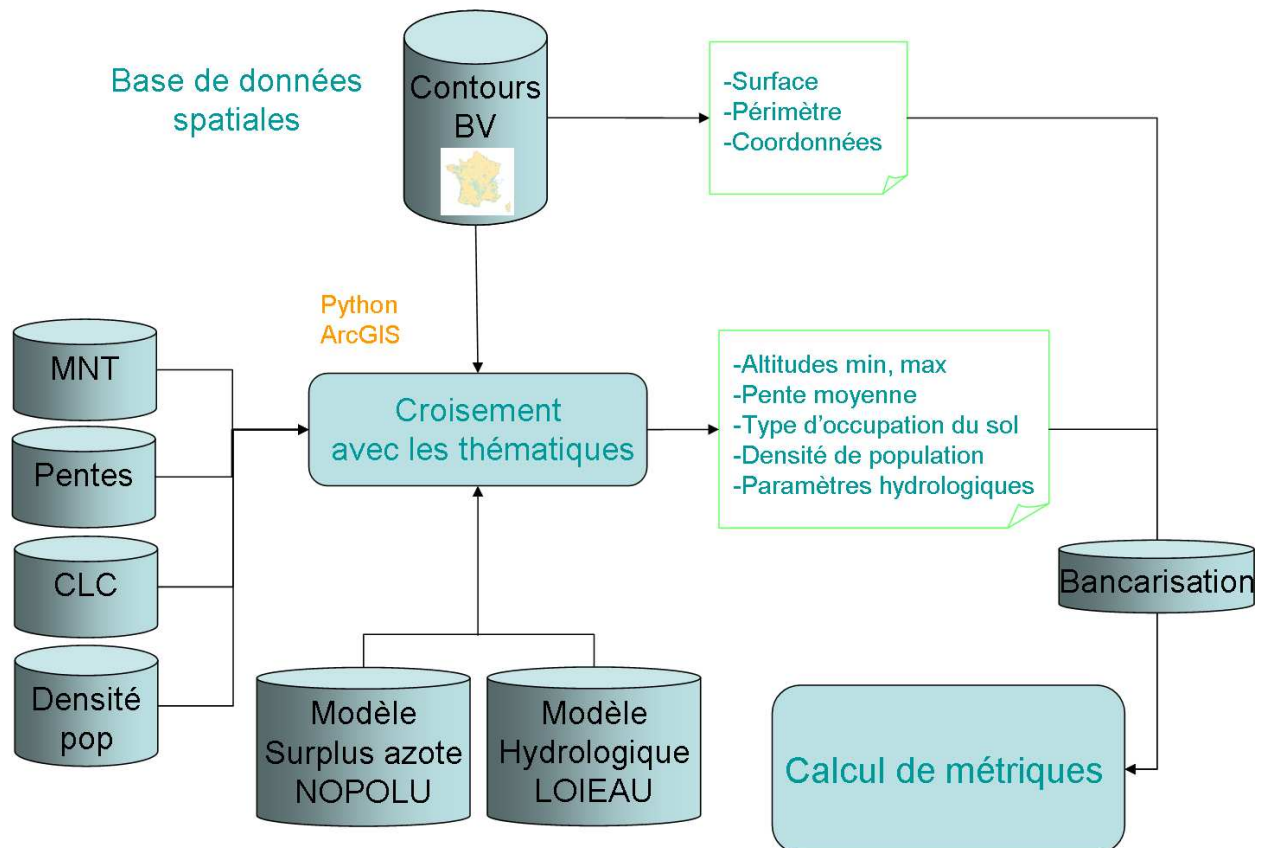 Base de données
spatiales
Contours
BV
-Surface
-Périmètre
-Coordonnées
Python
ArcGIS
MNT
Pentes
CLC
Densité
pop
Croisement
avec les thématiques
-Altitudes min, max
-Pente moyenne
-Type d'occupation du sol
-Densité de population
-Paramètres hydrologiques
Modèle
Surplus azote
NOPOLU
Modèle
Hydrologique
LOIEAU
Bancarisation
Calcul de métriques